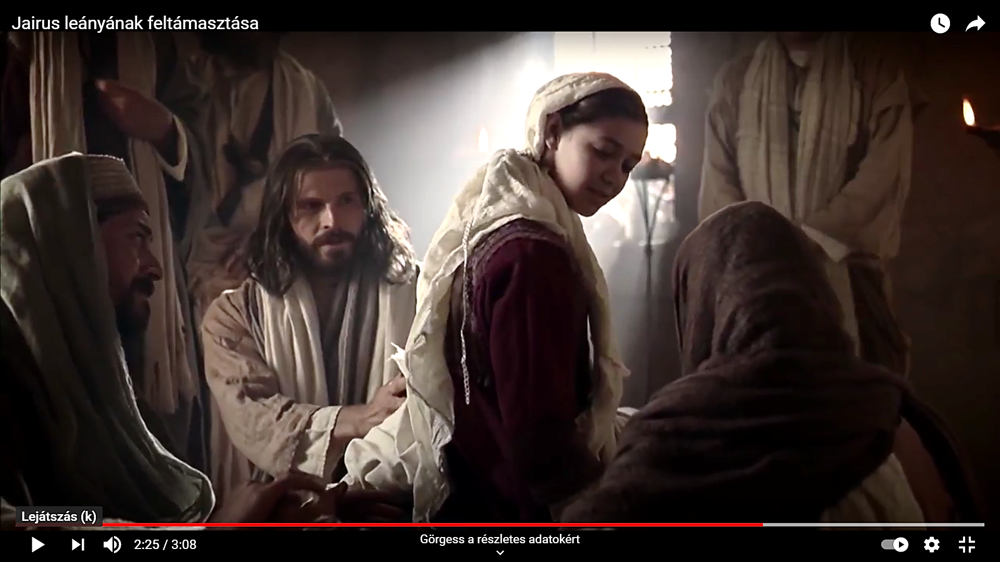 Jairus leányának feltámasztása
Lejátszás (k)
2:25 / 3:08
Görgess a részletes adatokért